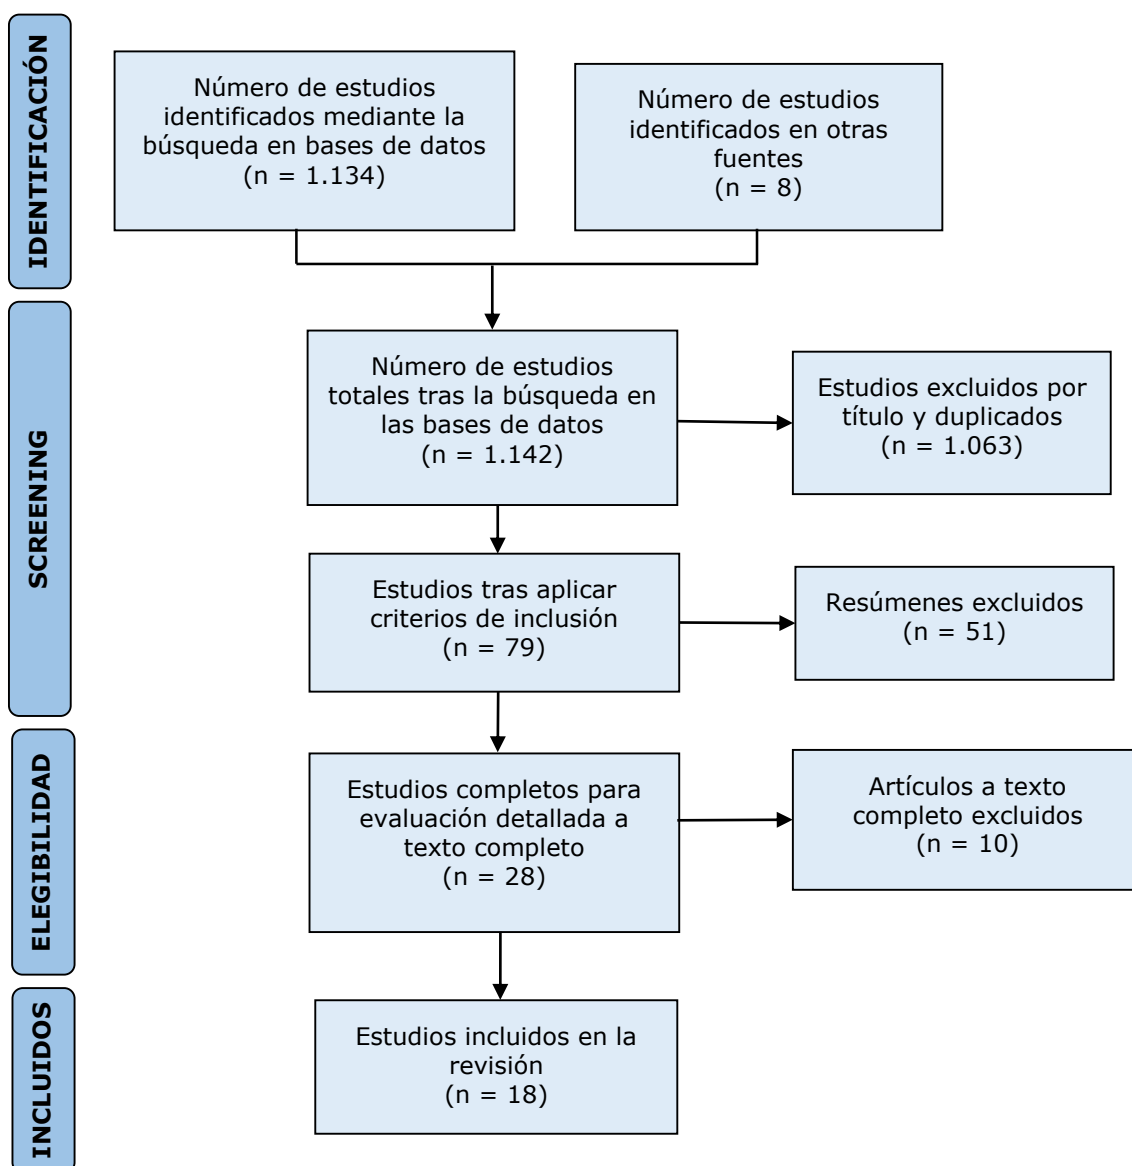 IDENTIFICACIÓN
Número de estudios
identificados mediante la
búsqueda en bases de datos
(n = 1.134)
Número de estudios
identificados en otras
fuentes
(n = 8)
SCREENING
Número de estudios
totales tras la búsqueda en
las bases de datos
(n = 1.142)
Estudios excluidos por
título y duplicados
(n = 1.063)
Estudios tras aplicar
criterios de inclusión
(n = 79)
Resúmenes excluidos
(n = 51)
ELEGIBILIDAD
Estudios completos para
evaluación detallada a
texto completo
(n = 28)
Artículos a texto
completo excluidos
(n = 10)
INCLUIDOS
Estudios incluidos en la
revisión
(n = 18)